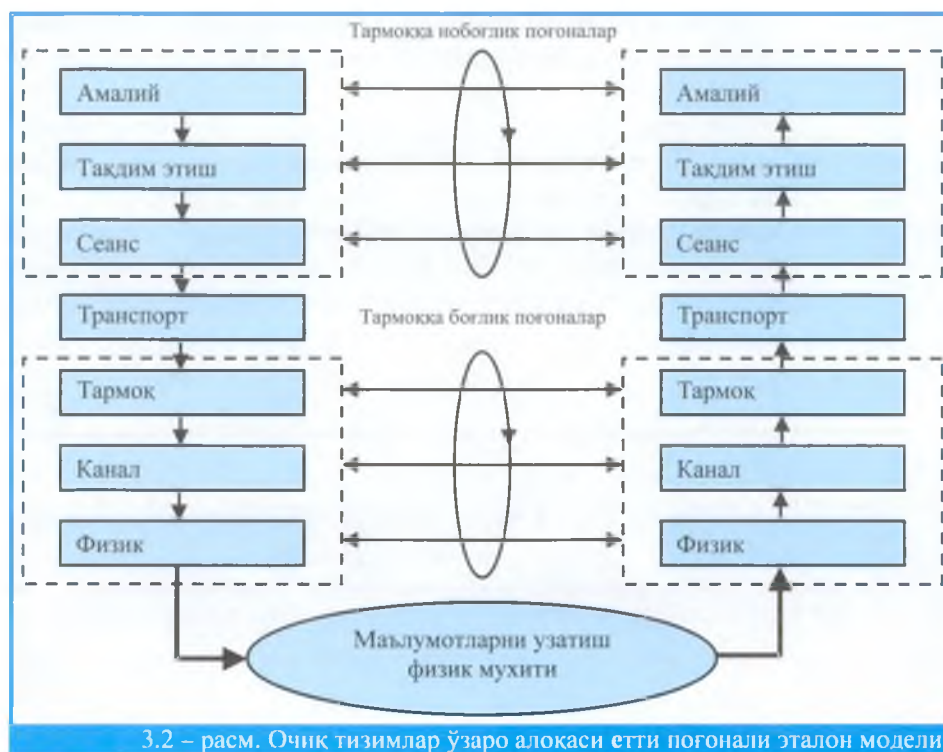 Тармоққа нобоғлик поғоналар
Амалий
Амалий
Тақдим этиш
Тақдим этиш
Сеанс
Сеанс
Транспорт
Тармоққа боғлик поғоналар
Транспорт
Тармоқ
Тармоқ
Канал
Канал
Физик
Физик
Маълумотларни узатиш
физик мухити
3.2 – расм. Очиқ тизимлар ўзаро алоқаси етти поғонали эталон модели